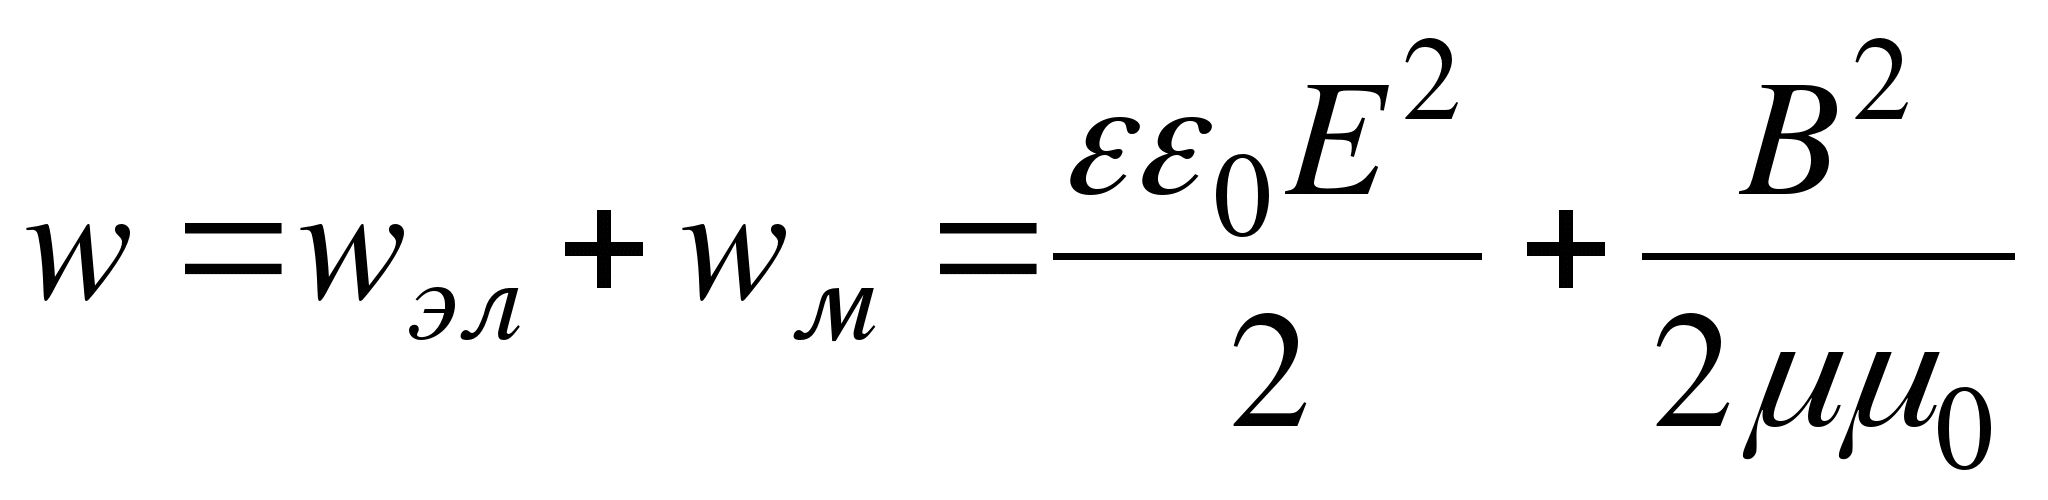 w = w_эл + w_м = εε₀E²/2 + B²/2μμ₀